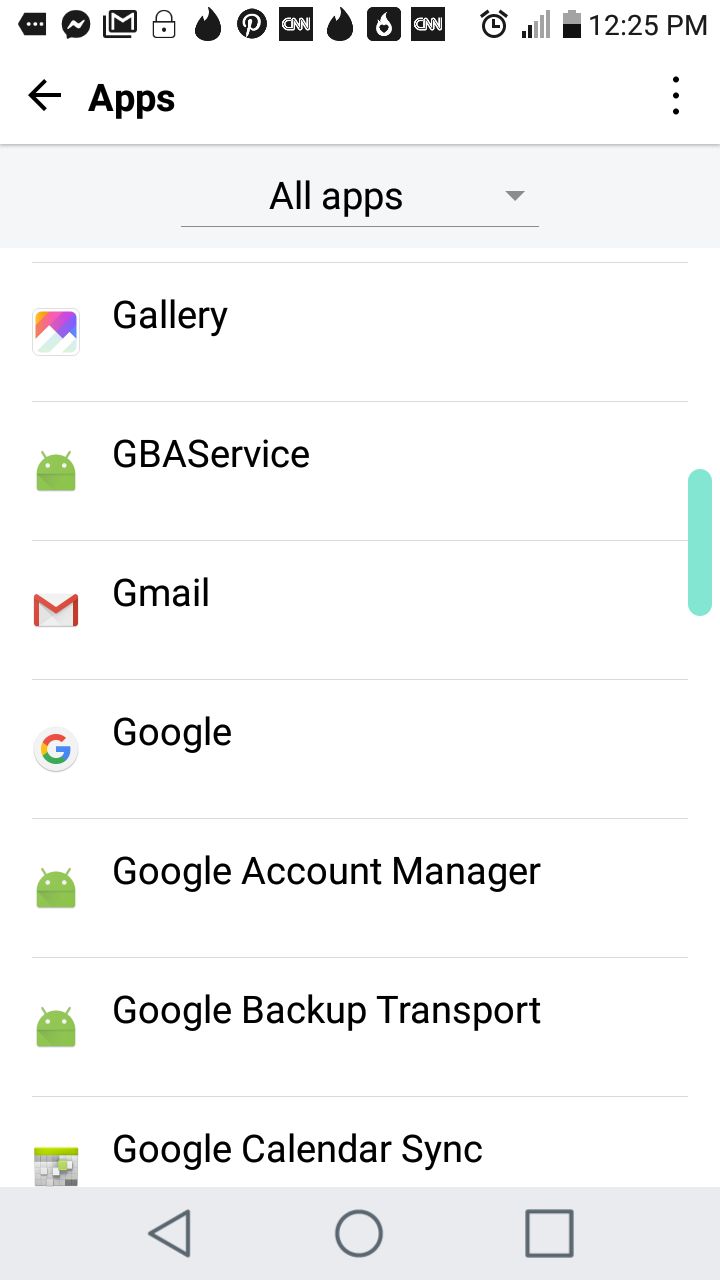 CNN CNN 12:25 PM
Apps
All apps
Gallery
GBAService
Gmail
Google
Google Account Manager
Google Backup Transport
Google Calendar Sync